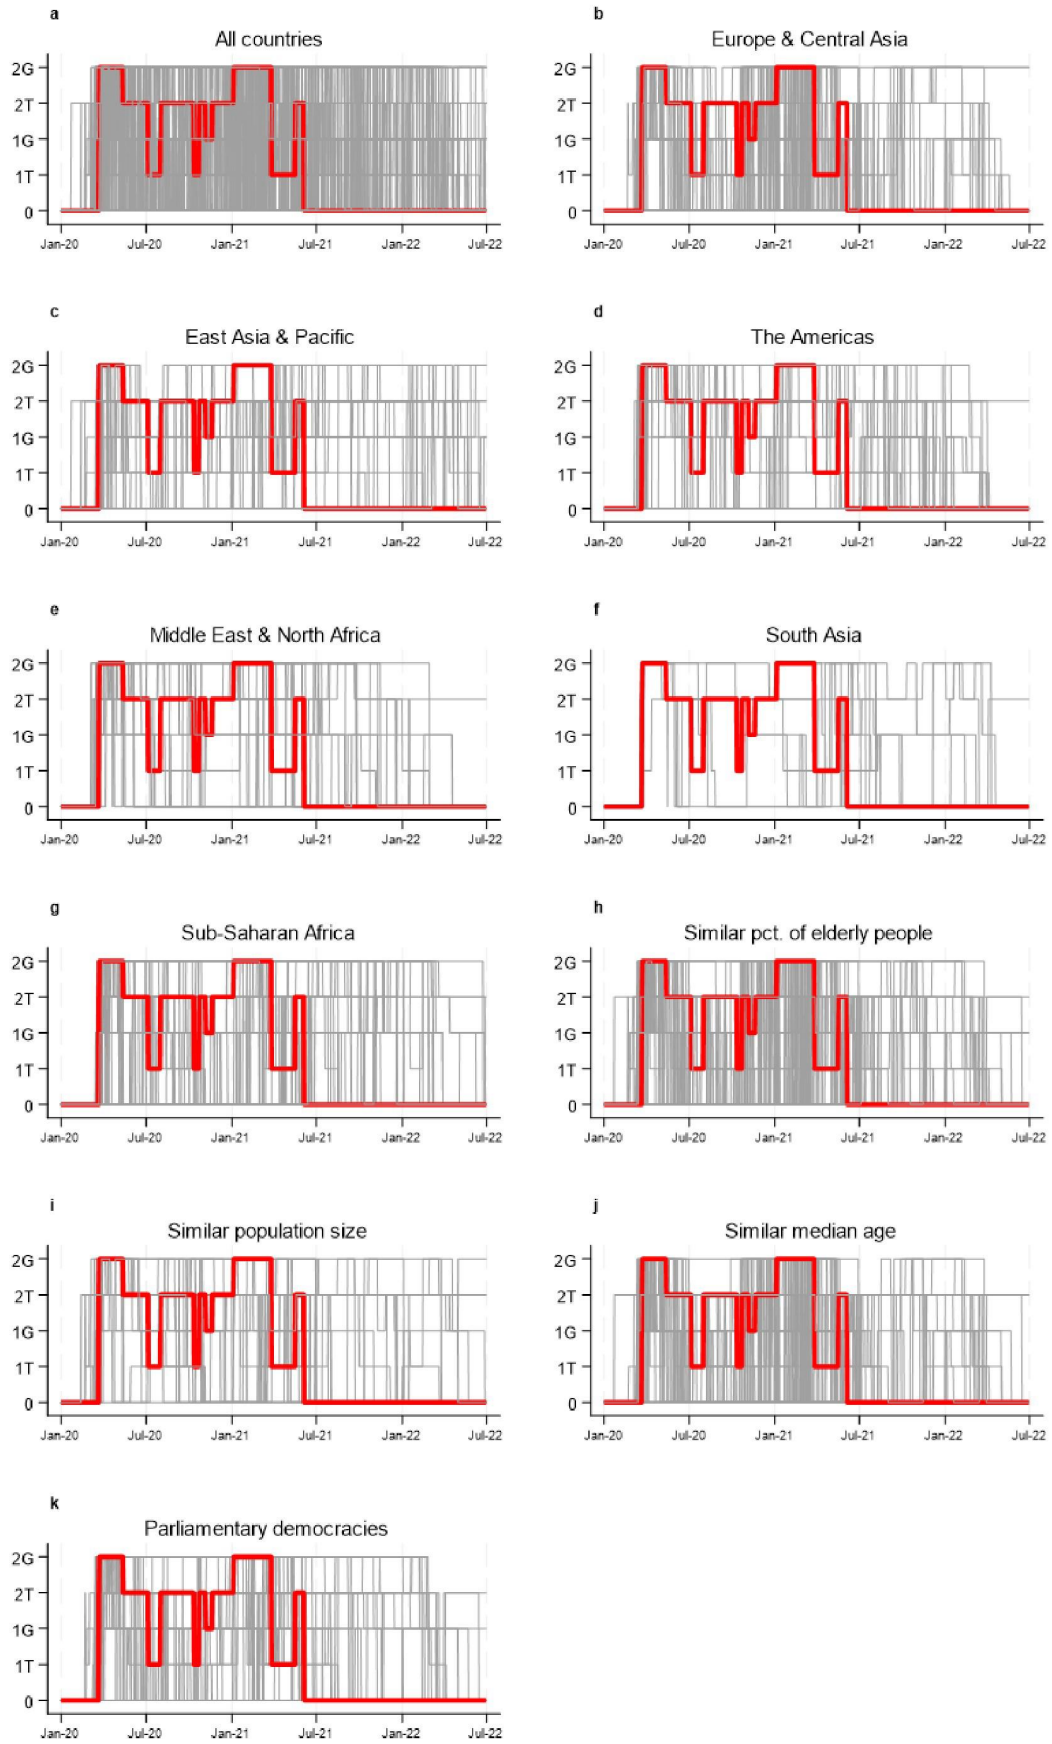 a
All countries
2G
2T
1G
1T
0
Jan-20 Jul-20 Jan-21 Jul-21 Jan-22 Jul-22
b
Europe & Central Asia
2G
2T
1G
1T
0
Jan-20 Jul-20 Jan-21 Jul-21 Jan-22 Jul-22
c
East Asia & Pacific
2G
2T
1G
1T
0
Jan-20 Jul-20 Jan-21 Jul-21 Jan-22 Jul-22
d
The Americas
2G
2T
1G
1T
0
Jan-20 Jul-20 Jan-21 Jul-21 Jan-22 Jul-22
e
Middle East & North Africa
2G
2T
1G
1T
0
Jan-20 Jul-20 Jan-21 Jul-21 Jan-22 Jul-22
f
South Asia
2G
2T
1G
1T
0
Jan-20 Jul-20 Jan-21 Jul-21 Jan-22 Jul-22
g
Sub-Saharan Africa
2G
2T
1G
1T
0
Jan-20 Jul-20 Jan-21 Jul-21 Jan-22 Jul-22
h
Similar pct. of elderly people
2G
2T
1G
1T
0
Jan-20 Jul-20 Jan-21 Jul-21 Jan-22 Jul-22
i
Similar population size
2G
2T
1G
1T
0
Jan-20 Jul-20 Jan-21 Jul-21 Jan-22 Jul-22
j
Similar median age
2G
2T
1G
1T
0
Jan-20 Jul-20 Jan-21 Jul-21 Jan-22 Jul-22
k
Parliamentary democracies
2G
2T
1G
1T
0
Jan-20 Jul-20 Jan-21 Jul-21 Jan-22 Jul-22